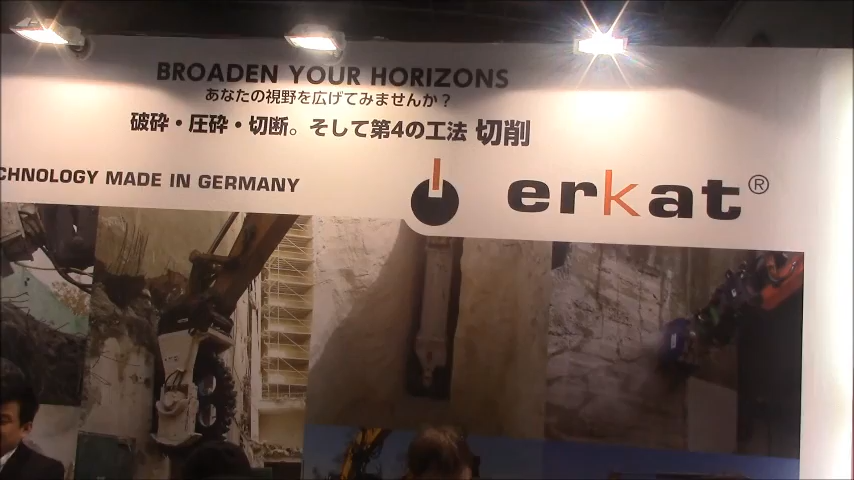 BROADEN YOUR HORIZONS
あなたの視野を広げてみませんか？
破砕・圧砕・切断。そして第4の工法 切削
CHNOLOGY MADE IN GERMANY
erkat®